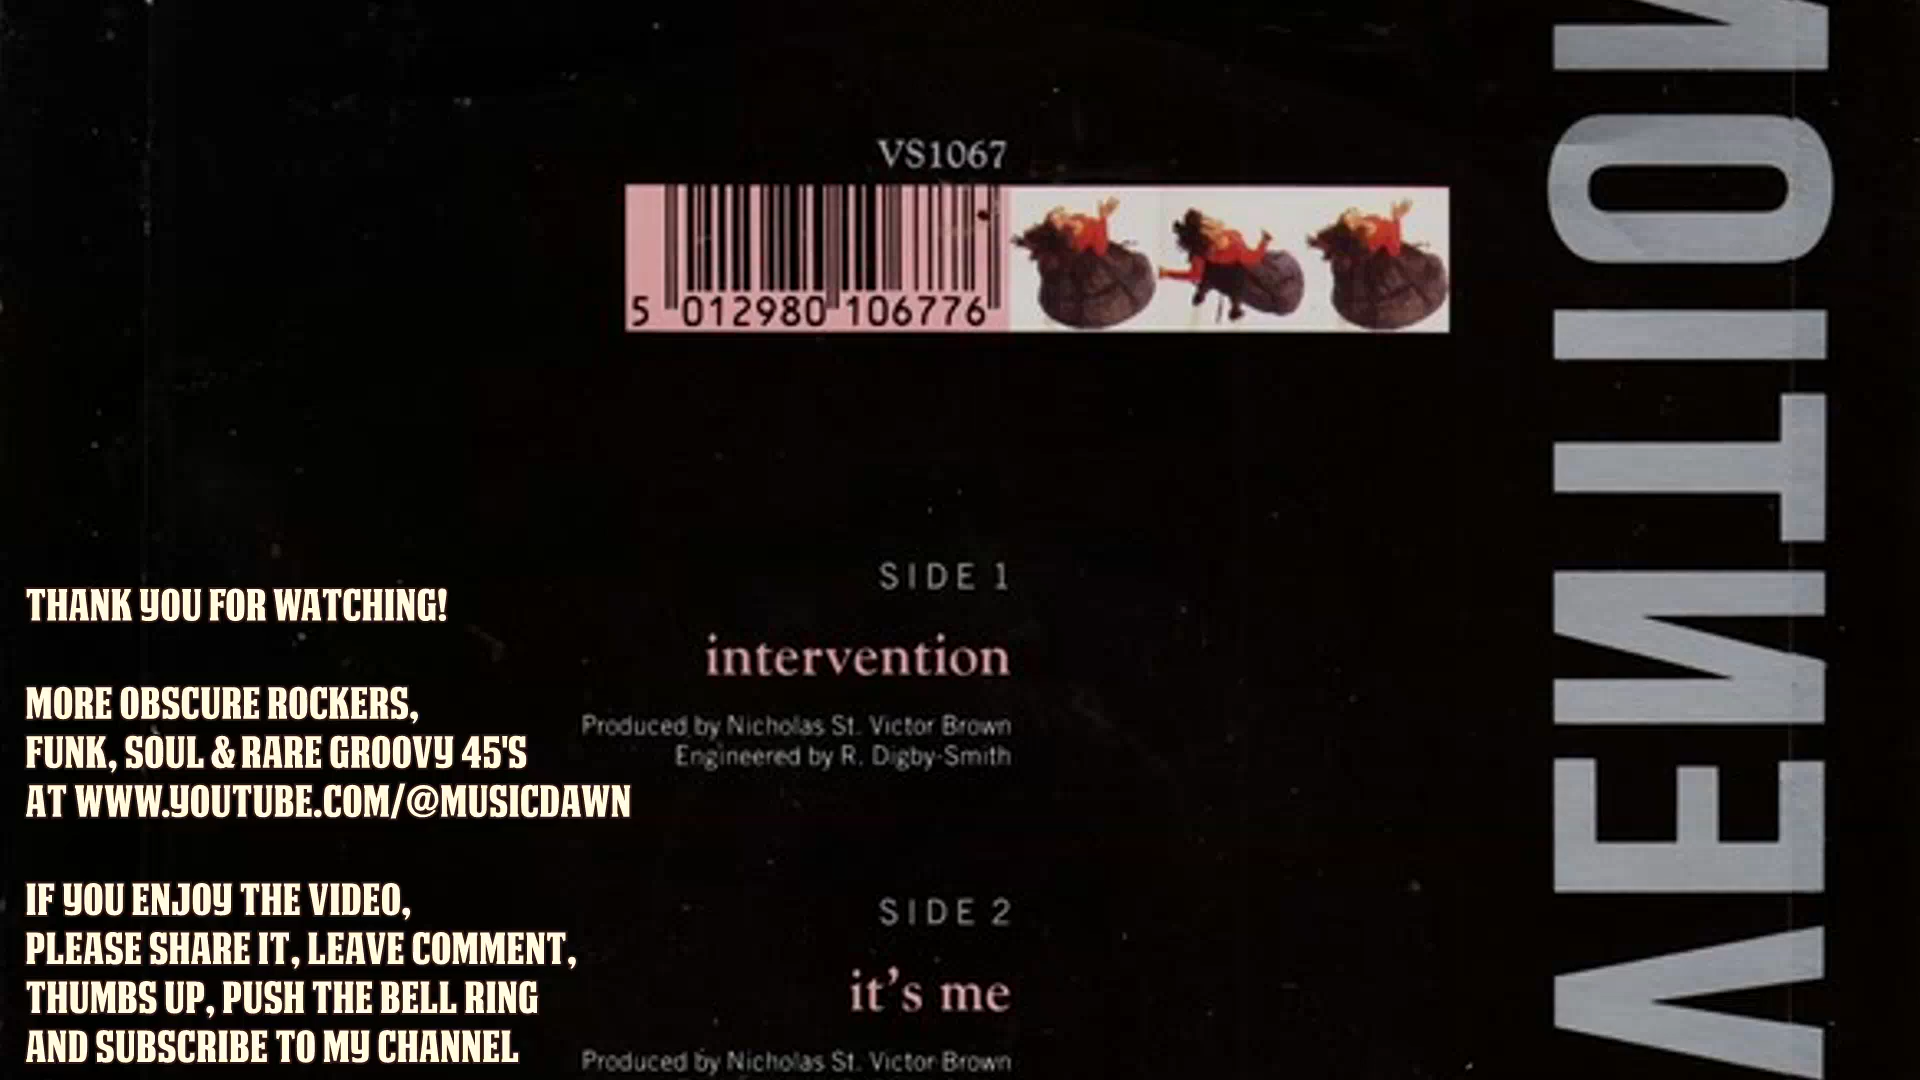 VS1067
5 012980 106776
SIDE 1
intervention
Produced by Nicholas St. Victor Brown
Engineered by R. Digby-Smith
SIDE 2
it's me
Produced by Nicholas St. Victor Brown
VENTION
THANK YOU FOR WATCHING!
MORE OBSCURE ROCKERS,
FUNK, SOUL & RARE GROOVY 45'S
AT WWW.YOUTUBE.COM/@MUSICDAWN
IF YOU ENJOY THE VIDEO,
PLEASE SHARE IT, LEAVE COMMENT,
THUMBS UP, PUSH THE BELL RING
AND SUBSCRIBE TO MY CHANNEL